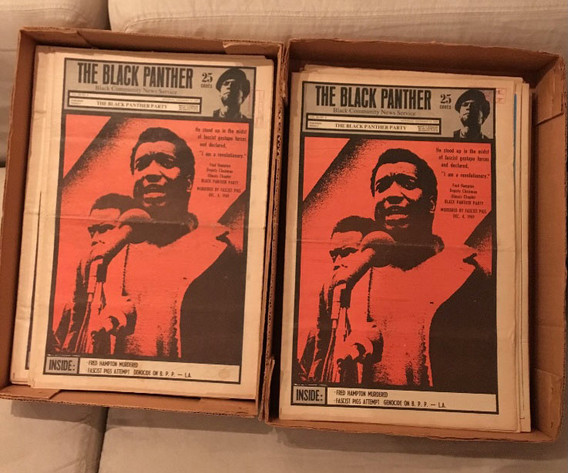 THE BLACK PANTHER
25
cents
Black Community News Service
THE BLACK PANTHER PARTY
He stood up in the midst
of fascist gestapo forces
and declared,
"I am a revolutionary."
Fred Hampton
Deputy Chairman
Illinois Chapter
BLACK PANTHER PARTY
MURDERED BY FASCIST PIGS
DEC. 4, 1969
INSIDE:
FRED HAMPTON MURDERED
FASCIST PIGS ATTEMPT GENOCIDE ON B. P. P. — L.A.
THE BLACK PANTHER
25
cents
Black Community News Service
THE BLACK PANTHER PARTY
He stood up in the midst
of fascist gestapo forces
and declared,
"I am a revolutionary."
Fred Hampton
Deputy Chairman
Illinois Chapter
BLACK PANTHER PARTY
MURDERED BY FASCIST PIGS
DEC. 4, 1969
INSIDE:
FRED HAMPTON MURDERED
FASCIST PIGS ATTEMPT GENOCIDE ON B. P. P. — L.A.